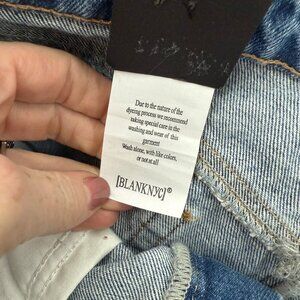 Due to the nature of the
dyeing process we recommend
taking special care in the
washing and wear of this
garment
Wash alone, with like colors,
or not at all
[BLANKNYC]®